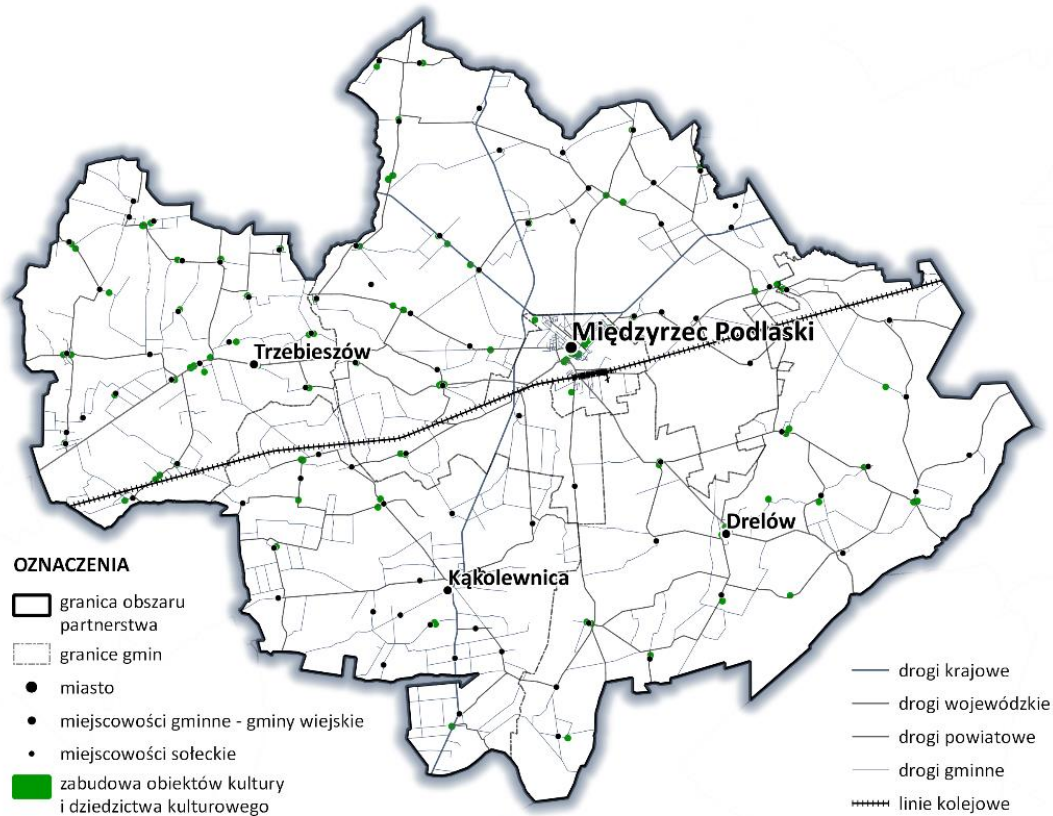 Międzyrzec Podlaski
Trzebieszów
Drelów
Kąkolewnica
OZNACZENIA
granica obszaru
partnerstwa
granice gmin
miasto
miejscowości gminne - gminy wiejskie
miejscowości sołeckie
zabudowa obiektów kultury
i dziedzictwa kulturowego
drogi krajowe
drogi wojewódzkie
drogi powiatowe
drogi gminne
linie kolejowe